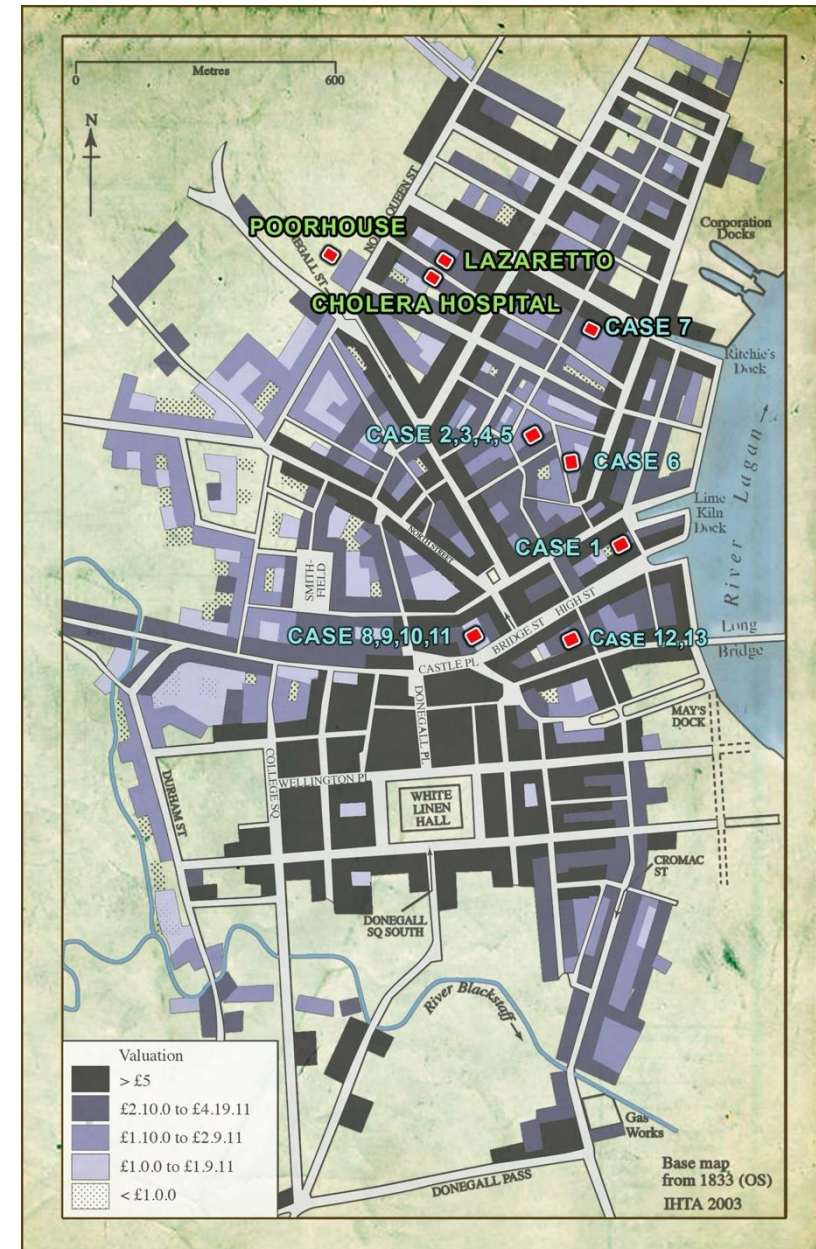 0 Metres 600
N
NORTH QUEEN ST
POORHOUSE
DONEGALL ST
LAZARETTO
CHOLERA HOSPITAL
Corporation
Docks
CASE 7
Ritchie's
Dock
CASE 2,3,4,5
CASE 6
River Lagan
Lime
Kiln
Dock
CASE 1
NORTH STREET
SMITH-
FIELD
HIGH ST
BRIDGE ST
CASE 8,9,10,11
CASE 12,13
Long
Bridge
CASTLE PL
DONEGALL PL
MAY'S
DOCK
COLLEGE SQ
WELLINGTON PL
DURHAM ST
WHITE
LINEN
HALL
CROMAC
ST
DONEGALL
SQ SOUTH
River Blackstaff
Valuation
> £5
£2.10.0 to £4.19.11
£1.10.0 to £2.9.11
£1.0.0 to £1.9.11
< £1.0.0
Gas
Works
DONEGALL PASS
Base map
from 1833 (OS)
IHTA 2003